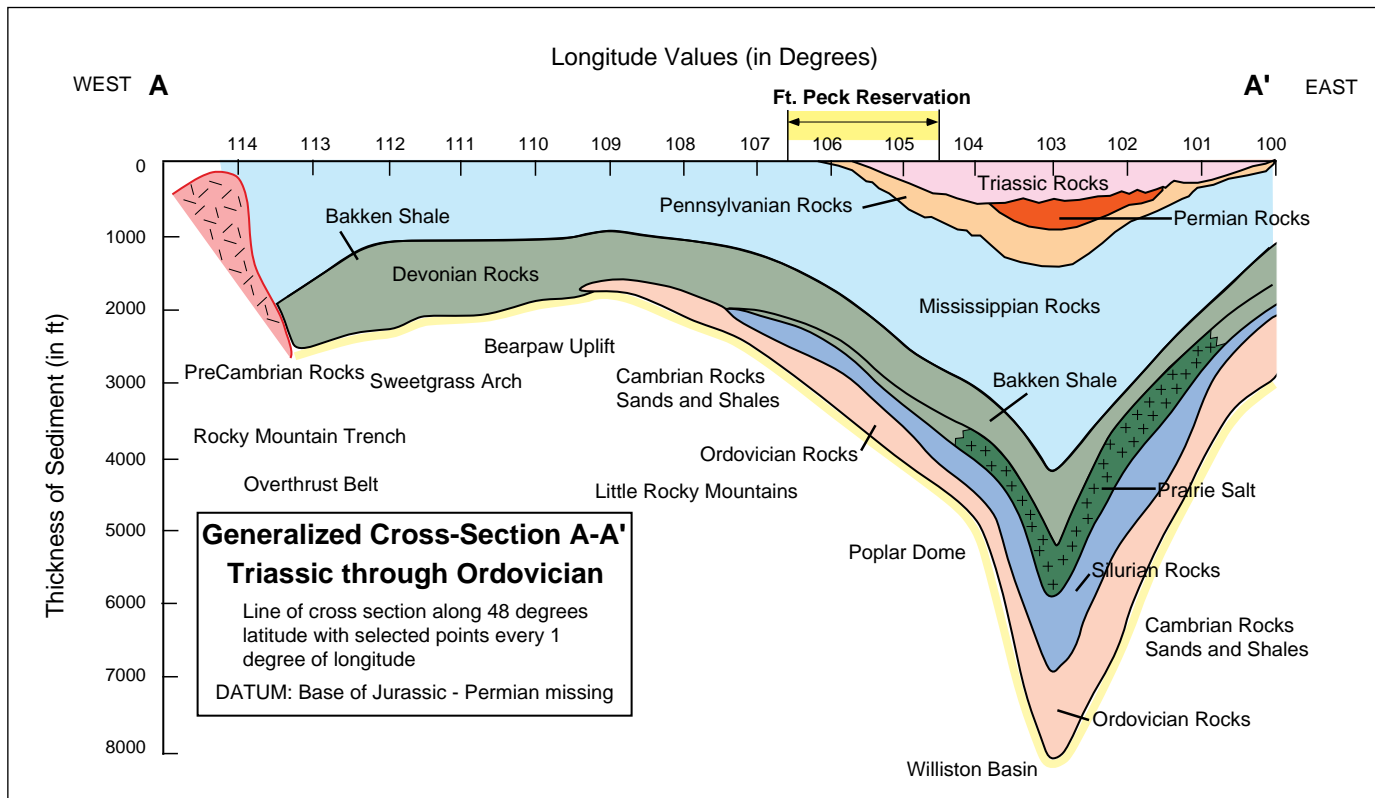 Longitude Values (in Degrees)
WEST A
A' EAST
Ft. Peck Reservation
114 113 112 111 110 109 108 107 106 105 104 103 102 101 100
0
1000
2000
3000
4000
5000
6000
7000
8000
Thickness of Sediment (in ft)
Triassic Rocks
Pennsylvanian Rocks
Permian Rocks
Bakken Shale
Devonian Rocks
Mississippian Rocks
Bearpaw Uplift
PreCambrian Rocks
Sweetgrass Arch
Cambrian Rocks
Sands and Shales
Bakken Shale
Rocky Mountain Trench
Ordovician Rocks
Overthrust Belt
Little Rocky Mountains
Prairie Salt
Poplar Dome
Silurian Rocks
Cambrian Rocks
Sands and Shales
Ordovician Rocks
Williston Basin
Generalized Cross-Section A-A'
Triassic through Ordovician
Line of cross section along 48 degrees
latitude with selected points every 1
degree of longitude
DATUM: Base of Jurassic - Permian missing